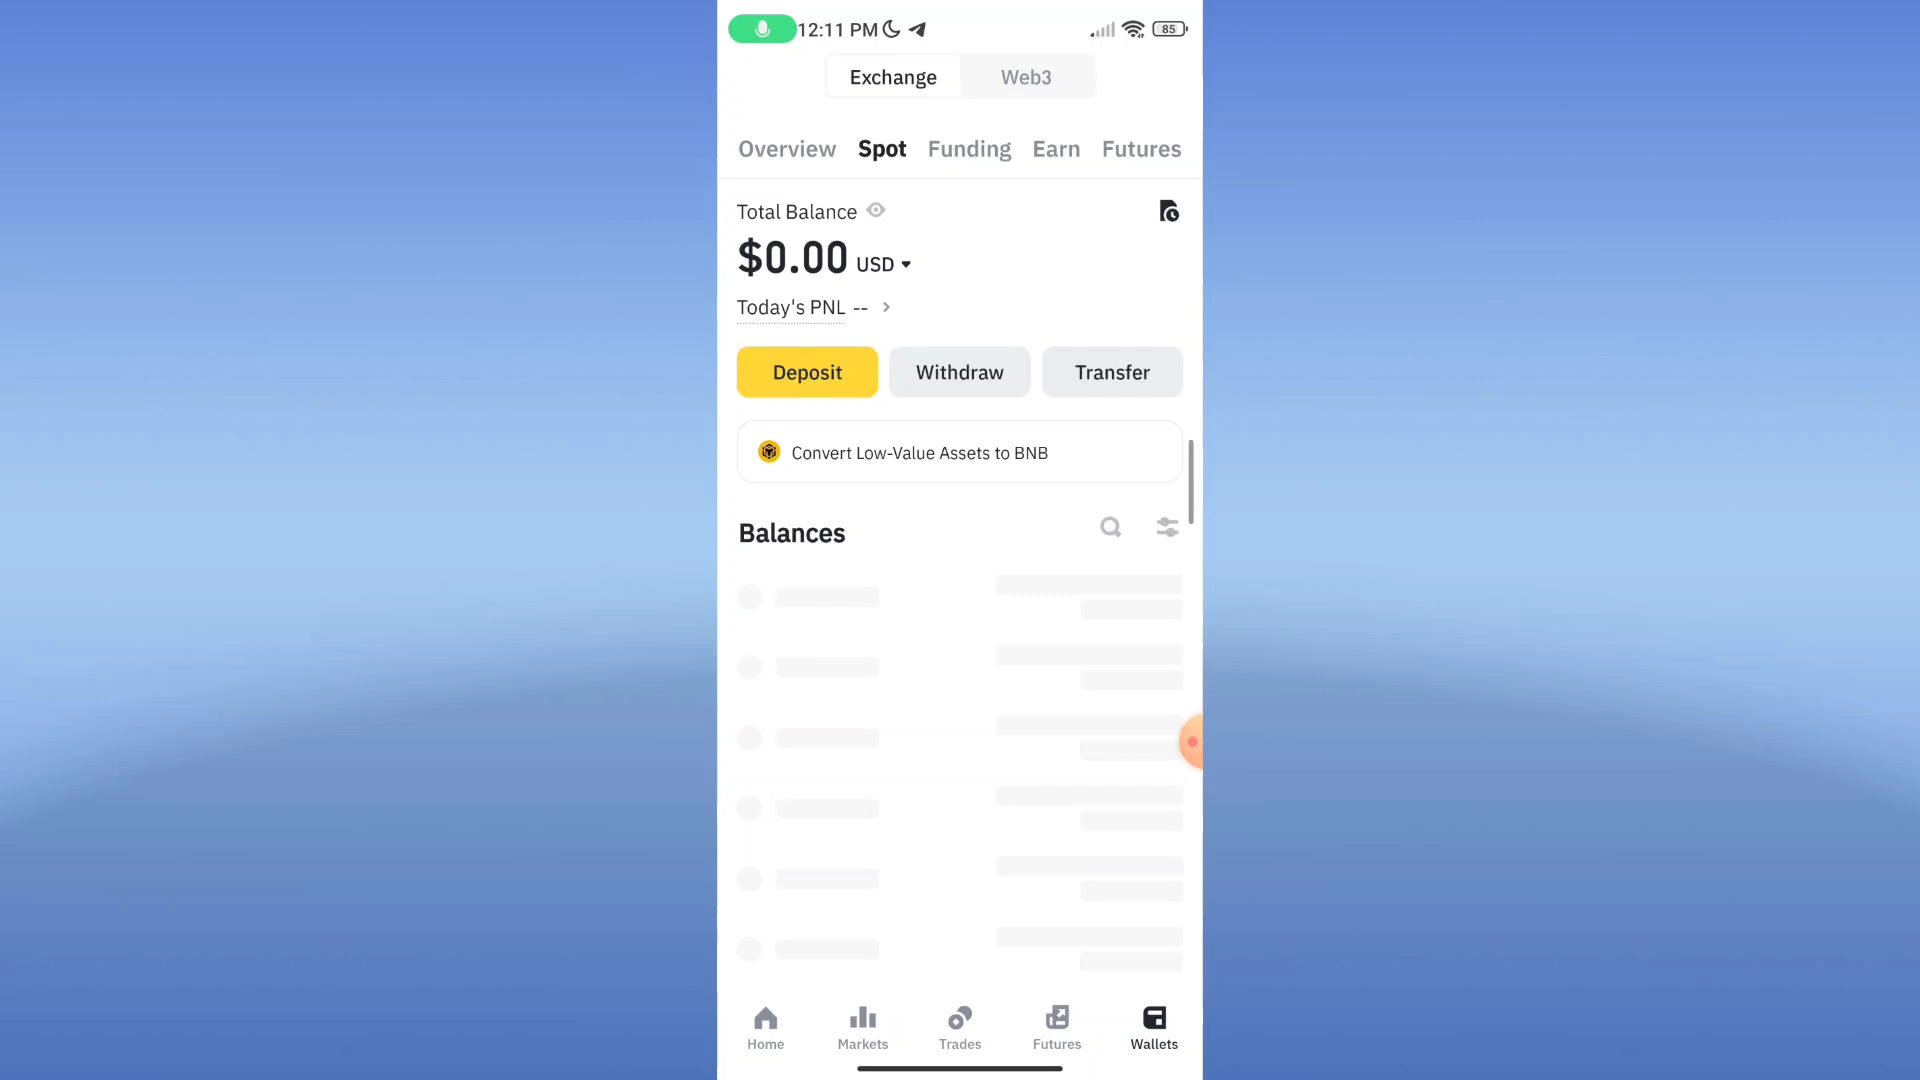 12:11 PM
85
Exchange Web3
Overview Spot Funding Earn Futures
Total Balance
$0.00 USD
Today's PNL --
Deposit Withdraw Transfer
Convert Low-Value Assets to BNB
Balances
Home Markets Trades Futures Wallets